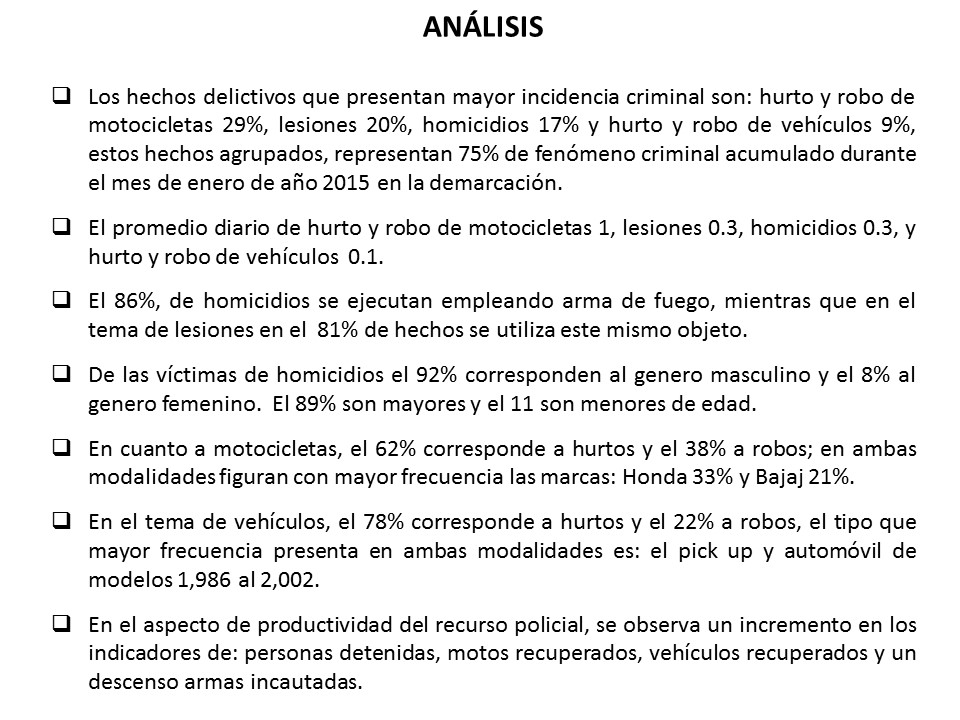 ANÁLISIS
Los hechos delictivos que presentan mayor incidencia criminal son: hurto y robo de
motocicletas 29%, lesiones 20%, homicidios 17% y hurto y robo de vehículos 9%,
estos hechos agrupados, representan 75% de fenómeno criminal acumulado durante
el mes de enero de año 2015 en la demarcación.
El promedio diario de hurto y robo de motocicletas 1, lesiones 0.3, homicidios 0.3, y
hurto y robo de vehículos 0.1.
El 86%, de homicidios se ejecutan empleando arma de fuego, mientras que en el
tema de lesiones en el 81% de hechos se utiliza este mismo objeto.
De las víctimas de homicidios el 92% corresponden al genero masculino y el 8% al
genero femenino. El 89% son mayores y el 11 son menores de edad.
En cuanto a motocicletas, el 62% corresponde a hurtos y el 38% a robos; en ambas
modalidades figuran con mayor frecuencia las marcas: Honda 33% y Bajaj 21%.
En el tema de vehículos, el 78% corresponde a hurtos y el 22% a robos, el tipo que
mayor frecuencia presenta en ambas modalidades es: el pick up y automóvil de
modelos 1,986 al 2,002.
En el aspecto de productividad del recurso policial, se observa un incremento en los
indicadores de: personas detenidas, motos recuperados, vehículos recuperados y un
descenso armas incautadas.